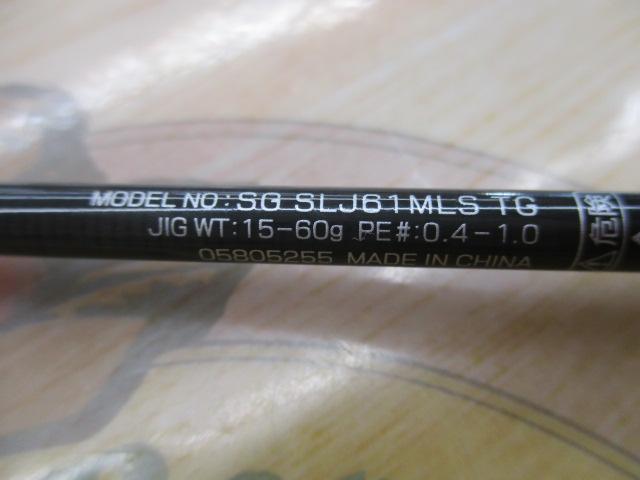 MODEL NO:SG SLJ61MLS TG
JIG WT:15-60g PE#:0.4-1.0
05805255 MADE IN CHINA
危険